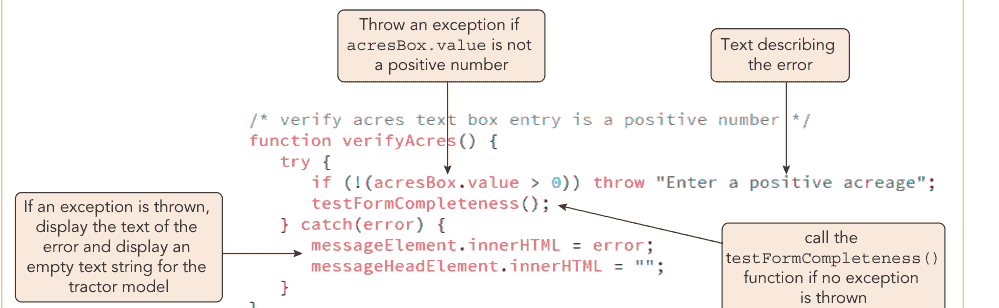 Throw an exception if
acresBox.value is not
a positive number
Text describing
the error
/* verify acres text box entry is a positive number */
function verifyAcres() {
try {
if (!(acresBox.value > 0)) throw "Enter a positive acreage";
testFormCompleteness();
} catch(error) {
messageElement.innerHTML = error;
messageHeadElement.innerHTML = "";
}
}
If an exception is thrown,
display the text of the
error and display an
empty text string for the
tractor model
call the
testFormCompleteness()
function if no exception
is thrown